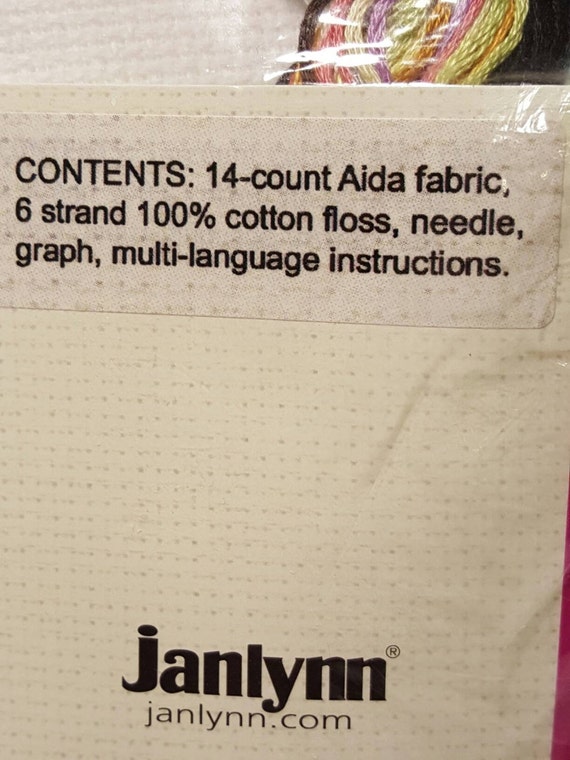 CONTENTS: 14-count Aida fabric,
6 strand 100% cotton floss, needle,
graph, multi-language instructions.
janlynn®
janlynn.com